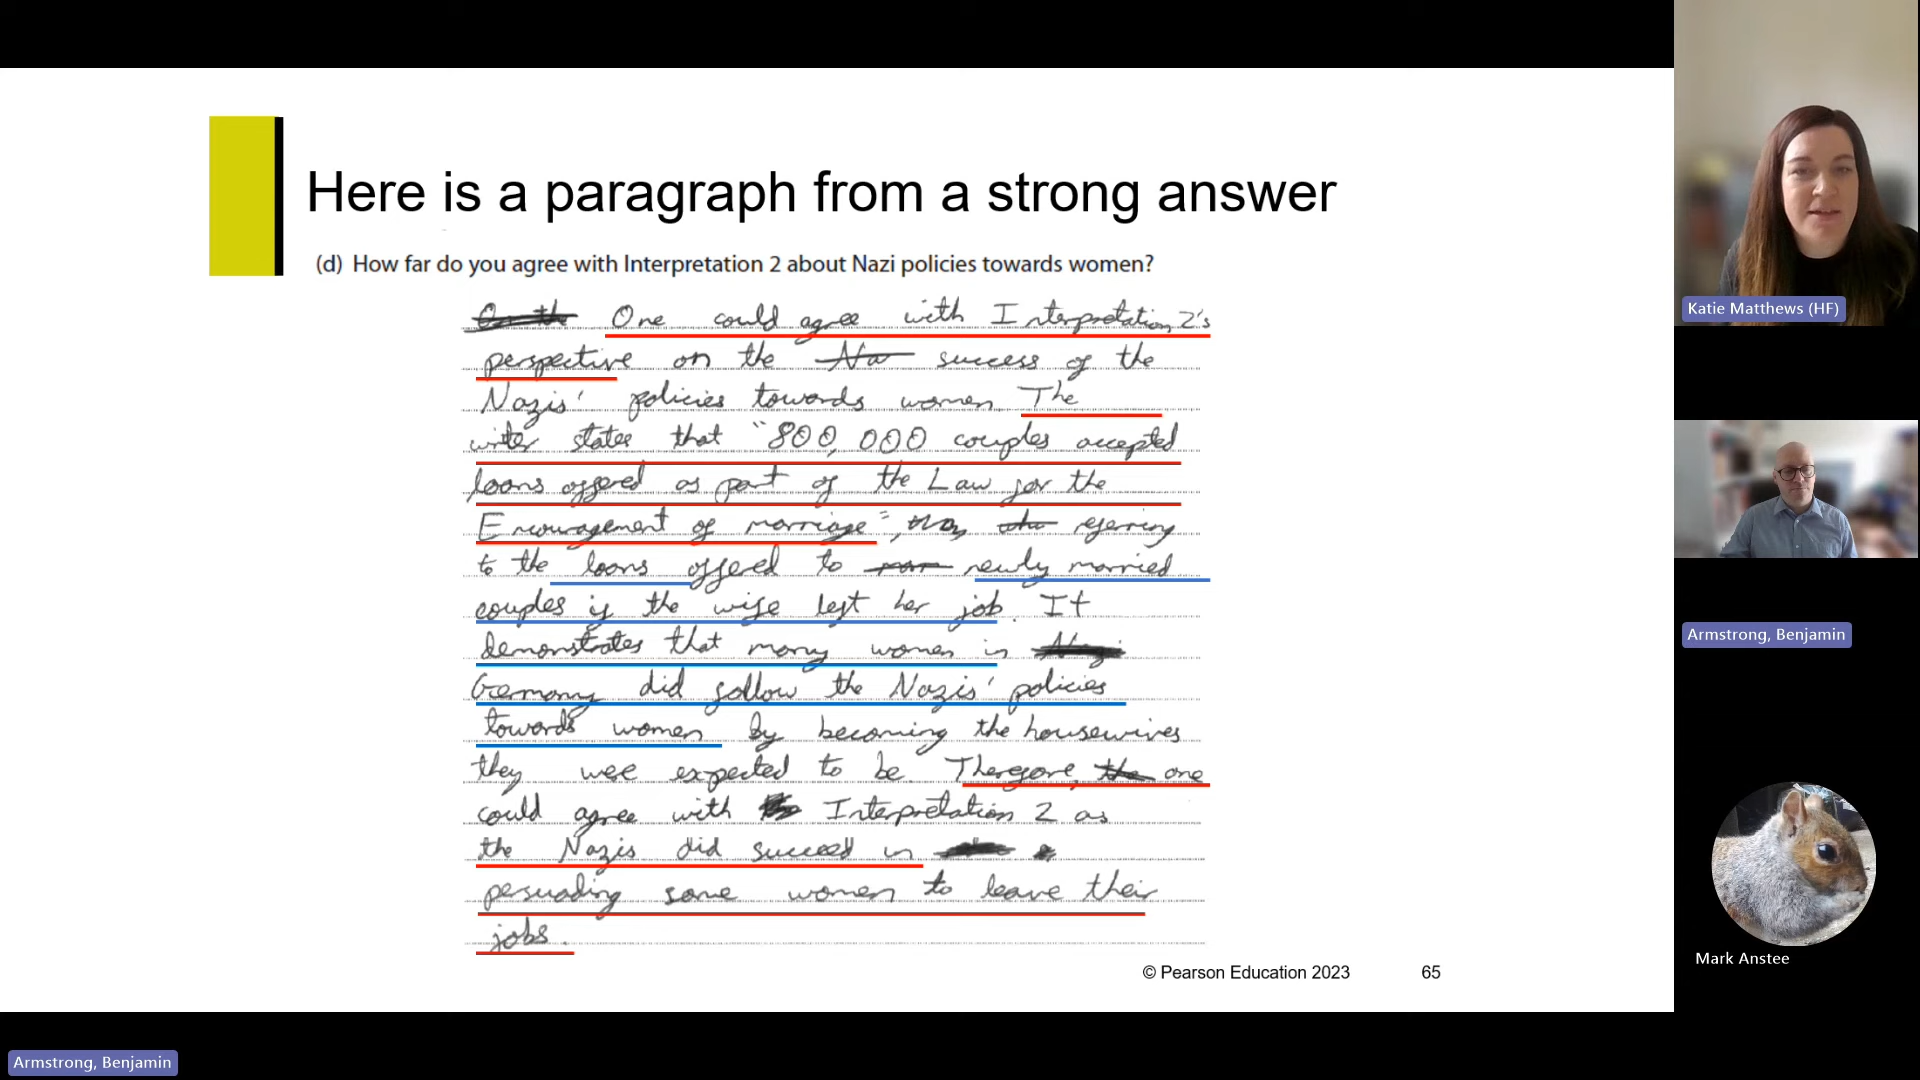 Here is a paragraph from a strong answer
(d) How far do you agree with Interpretation 2 about Nazi policies towards women?
One could agree with Interpretation 2's
perspective on the success of the
Nazis' policies towards women. The
writer states that "800,000 couples accepted
loans offered as part of the Law for the
Encouragement of marriage", referring
to the loans offered to newly married
couples if the wife left her job. It
demonstrates that many women in
Germany did follow the Nazis' policies
towards women by becoming the housewives
they were expected to be. Therefore, one
could agree with Interpretation 2 as
the Nazis did succeed in
persuading some women to leave their
jobs.
© Pearson Education 2023 65
Katie Matthews (HF)
Armstrong, Benjamin
Mark Anstee
Armstrong, Benjamin